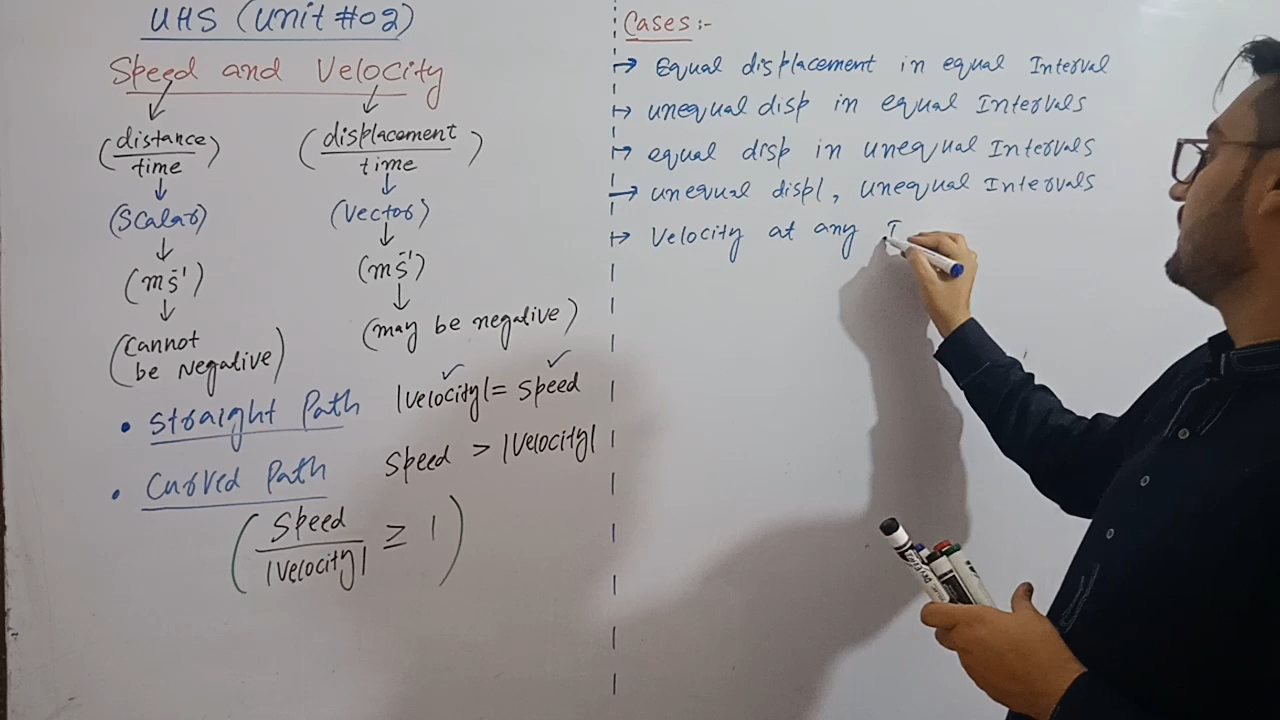 UHS (Unit #02)
Speed and Velocity
(distance/time) (displacement/time)
(Scalar) (Vector)
(ms⁻¹) (ms⁻¹)
(Cannot be Negative) (may be negative)
• Straight Path |velocity| = speed
• Curved Path Speed > |Velocity|
(Speed/|Velocity| ≥ 1)
Cases:-
↦ Equal displacement in equal Interval
↦ unequal disp in equal Intervals
↦ equal disp in unequal Intervals
→ unequal displ, unequal Intervals
↦ Velocity at any I